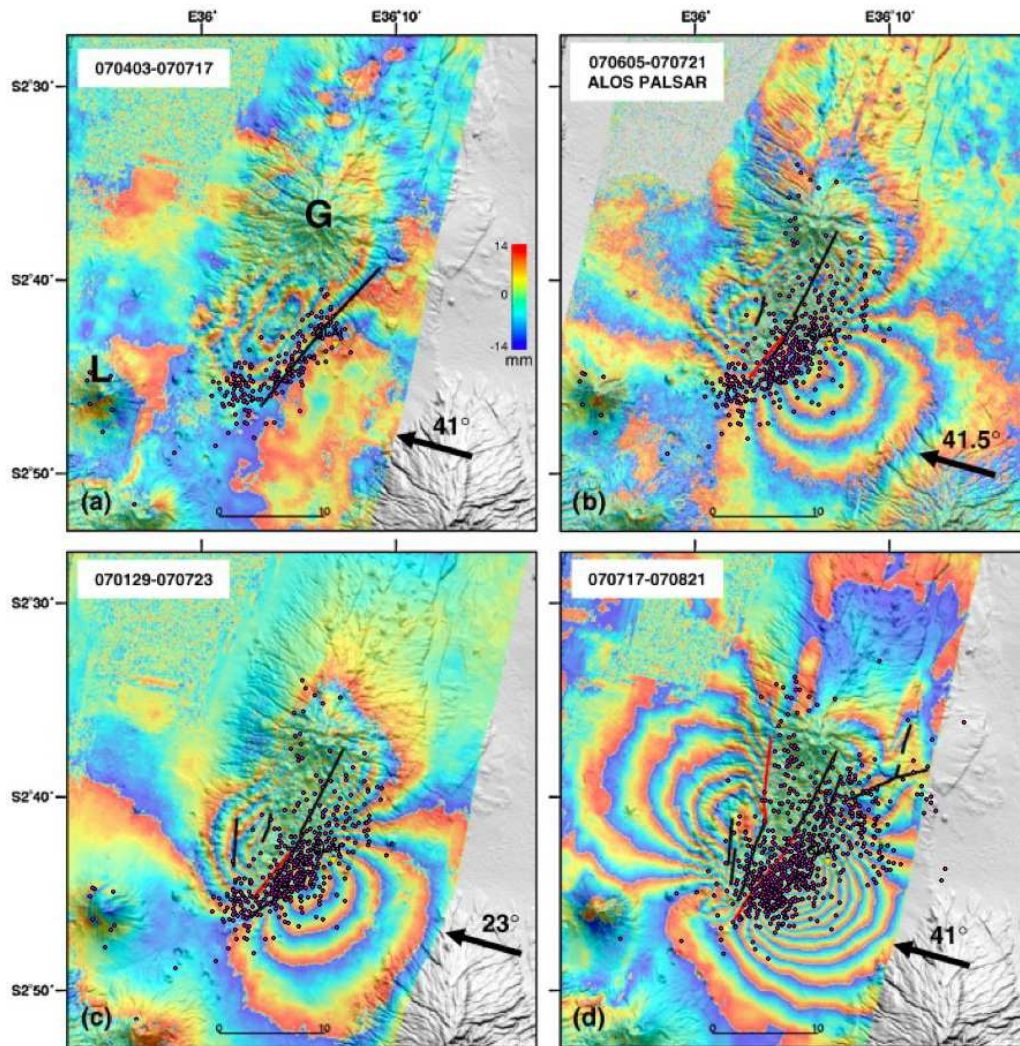 E36° E36°10' E36° E36°10'
070403-070717
070605-070721
ALOS PALSAR
S2°30'
G
14
0
-14
mm
S2°40'
L
41°
41.5°
S2°50'
(a)
0 10
(b)
0 10
070129-070723
070717-070821
S2°30'
S2°40'
23°
41°
S2°50'
(c)
0 10
(d)
0 10